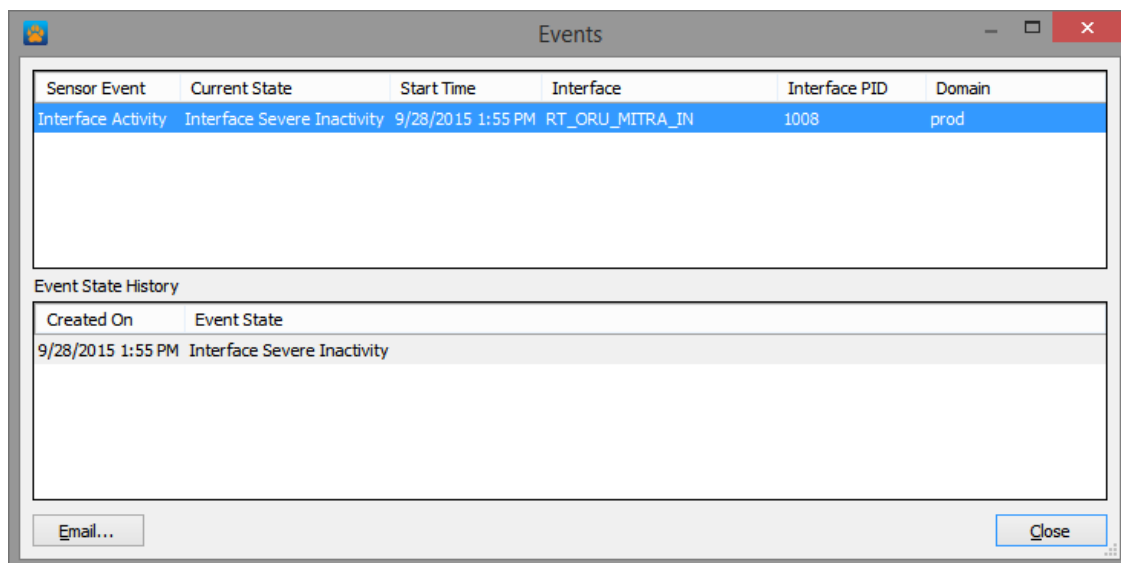 Events
Sensor Event Current State Start Time Interface Interface PID Domain
Interface Activity Interface Severe Inactivity 9/28/2015 1:55 PM RT_ORU_MITRA_IN 1008 prod
Event State History
Created On Event State
9/28/2015 1:55 PM Interface Severe Inactivity
Email... Close